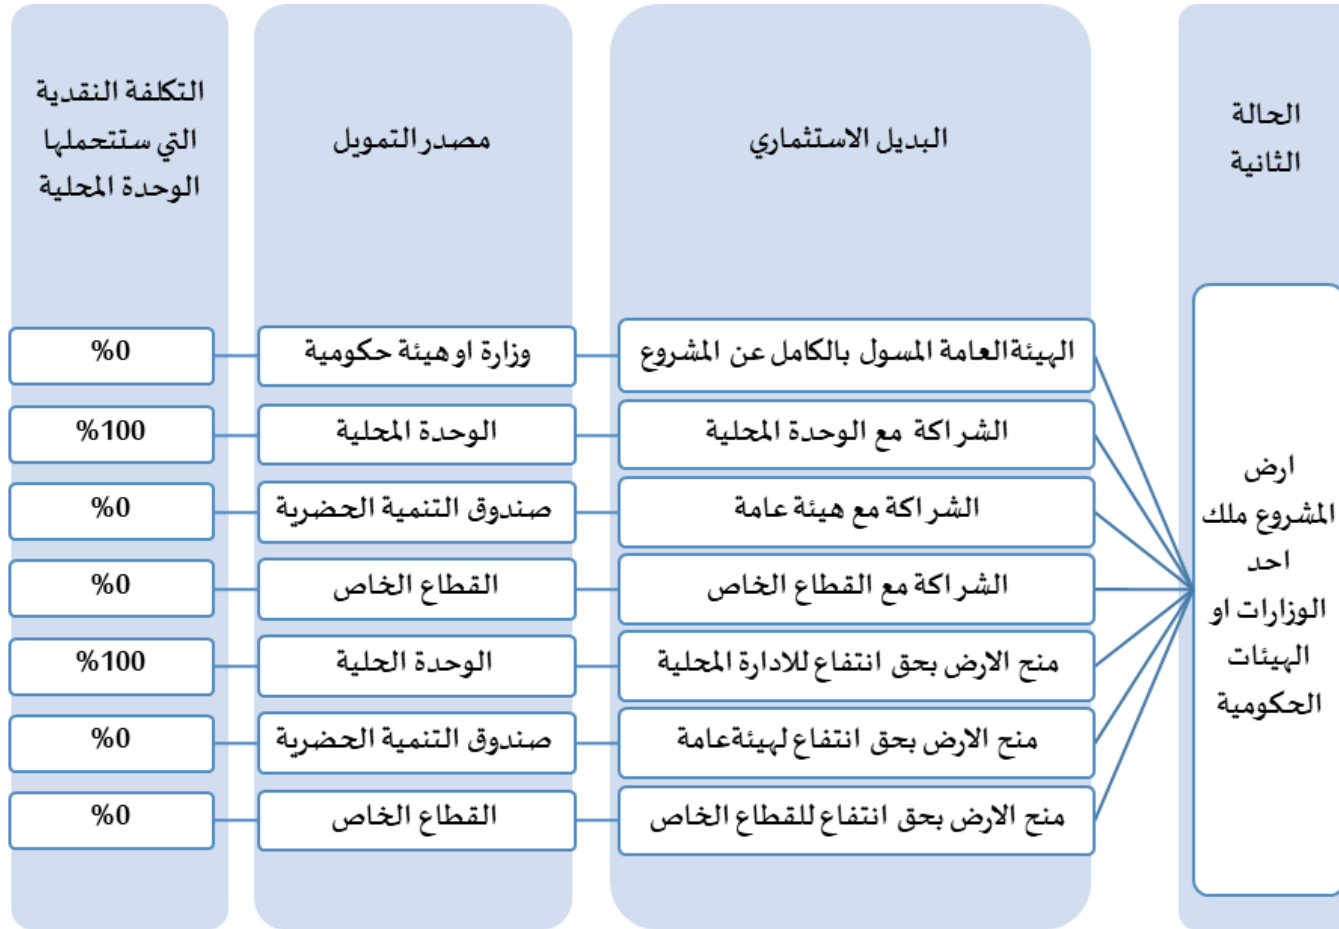 الحالة
الثانية
البديل الاستثماري
مصدر التمويل
التكلفة النقدية
التي ستتحملها
الوحدة المحلية
ارض
المشروع ملك
احد
الوزارات او
الهيئات
الحكومية
الهيئة العامة المسول بالكامل عن المشروع
وزارة او هيئة حكومية
%0
الشراكة مع الوحدة المحلية
الوحدة المحلية
%100
الشراكة مع هيئة عامة
صندوق التنمية الحضرية
%0
الشراكة مع القطاع الخاص
القطاع الخاص
%0
منح الارض بحق انتفاع للادارة المحلية
الوحدة الحلية
%100
منح الارض بحق انتفاع لهيئة عامة
صندوق التنمية الحضرية
%0
منح الارض بحق انتفاع للقطاع الخاص
القطاع الخاص
%0